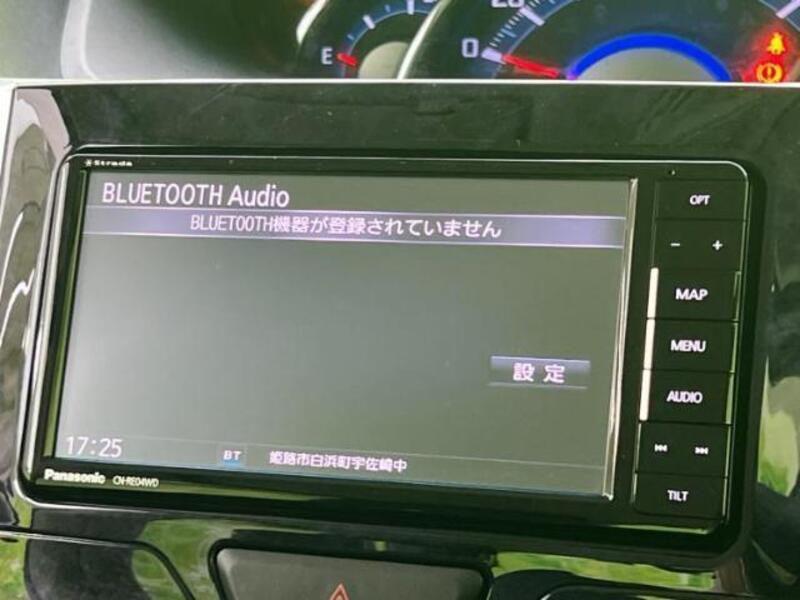 E
20
0
Strada
BLUETOOTH Audio
BLUETOOTH機器が登録されていません
設定
17:25
BT
姫路市白浜町宇佐崎中
Panasonic CN-RE04WD
OPT
- +
MAP
MENU
AUDIO
TILT